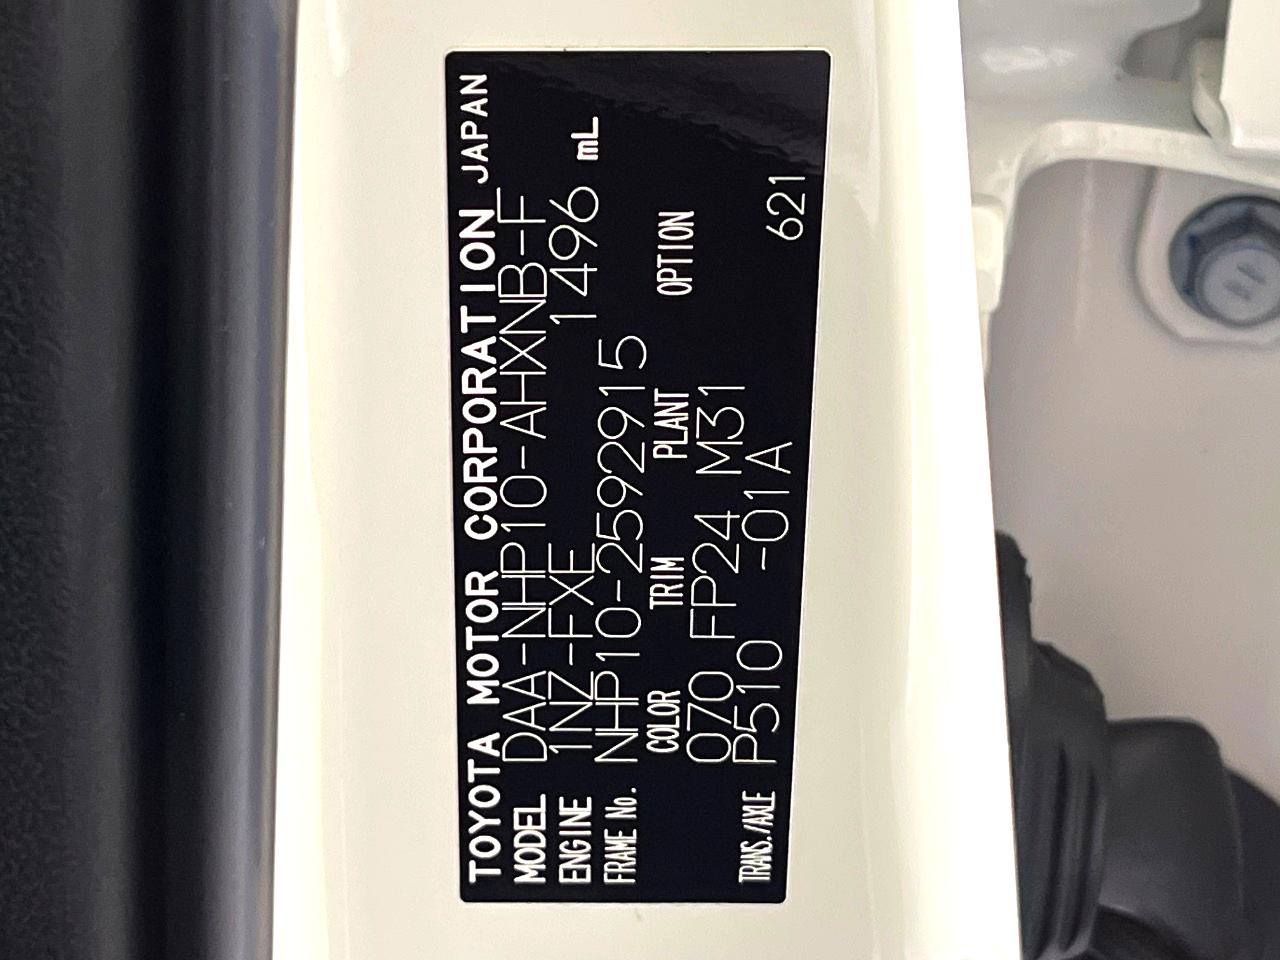 TOYOTA MOTOR CORPORATION JAPAN
MODEL DAA-NHP10-AHXNB-F
ENGINE 1NZ-FXE 1496 mL
FRAME No. NHP10-2592915
COLOR TRIM PLANT OPTION
070 FP24 M31
TRANS./AXLE P510 -01A 621